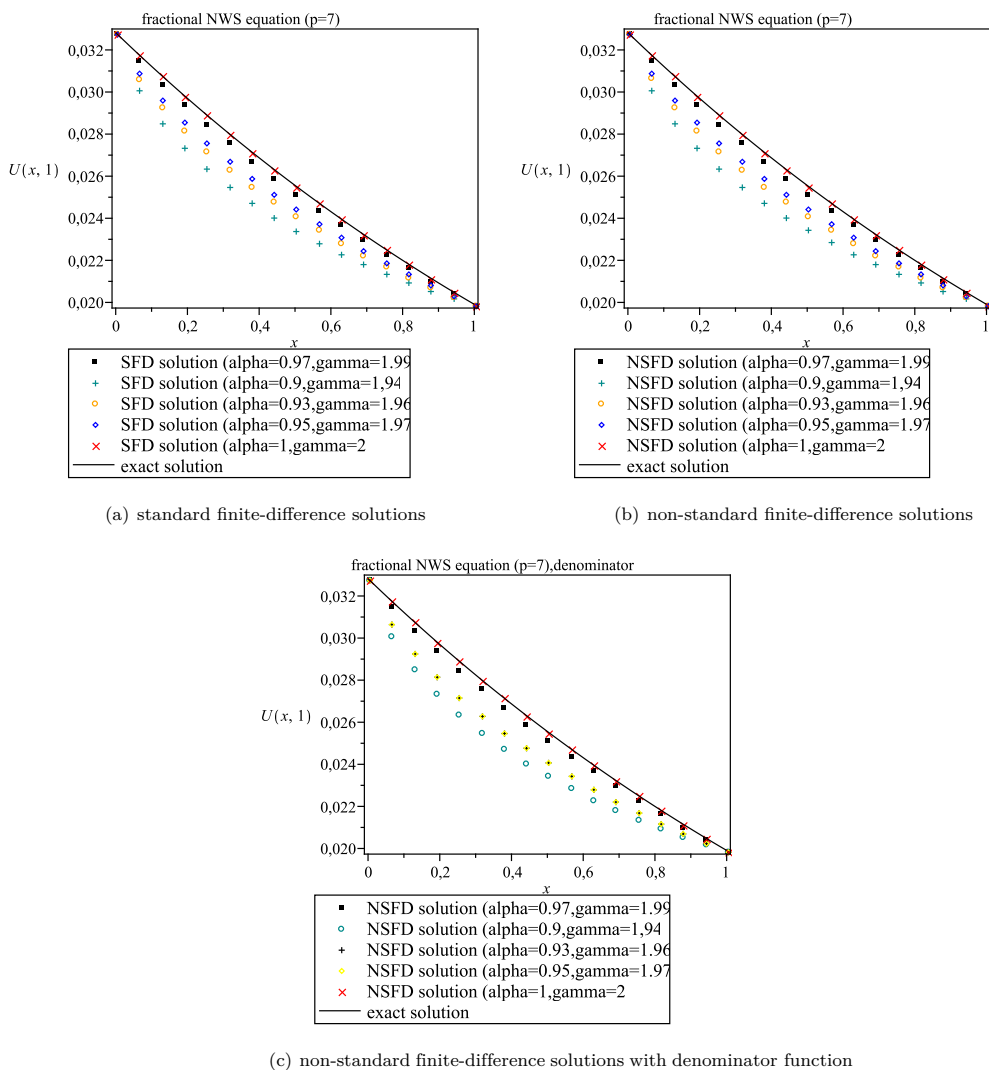 fractional NWS equation (p=7)
0,032
0,030
0,028
0,026
U(x, 1)
0,024
0,022
0,020
0
0,2
0,4
0,6
0,8
1
x
SFD solution (alpha=0.97,gamma=1.99
SFD solution (alpha=0.9,gamma=1,94
SFD solution (alpha=0.93,gamma=1.96
SFD solution (alpha=0.95,gamma=1.97
SFD solution (alpha=1,gamma=2
exact solution
(a) standard finite-difference solutions
fractional NWS equation (p=7)
0,032
0,030
0,028
0,026
U(x, 1)
0,024
0,022
0,020
0
0,2
0,4
0,6
0,8
1
x
NSFD solution (alpha=0.97,gamma=1.99
NSFD solution (alpha=0.9,gamma=1,94
NSFD solution (alpha=0.93,gamma=1.96
NSFD solution (alpha=0.95,gamma=1.97
NSFD solution (alpha=1,gamma=2
exact solution
(b) non-standard finite-difference solutions
fractional NWS equation (p=7),denominator
0,032
0,030
0,028
0,026
U(x, 1)
0,024
0,022
0,020
0
0,2
0,4
0,6
0,8
1
x
NSFD solution (alpha=0.97,gamma=1.99
NSFD solution (alpha=0.9,gamma=1,94
NSFD solution (alpha=0.93,gamma=1.96
NSFD solution (alpha=0.95,gamma=1.97
NSFD solution (alpha=1,gamma=2
exact solution
(c) non-standard finite-difference solutions with denominator function